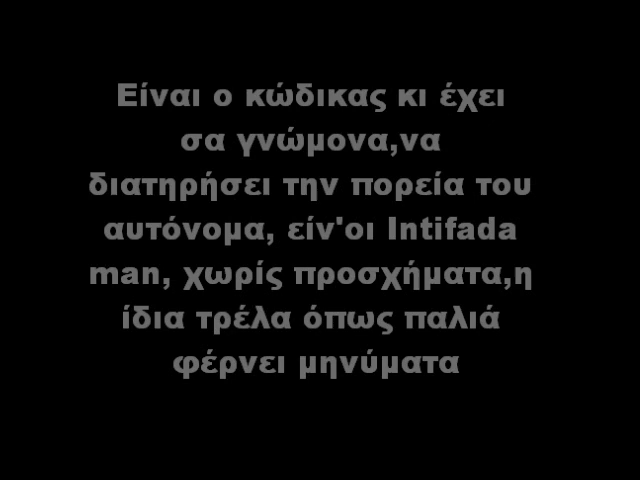 Είναι ο κώδικας κι έχει
σα γνώμονα,να
διατηρήσει την πορεία του
αυτόνομα, είν'οι Intifada
man, χωρίς προσχήματα,η
ίδια τρέλα όπως παλιά
φέρνει μηνύματα